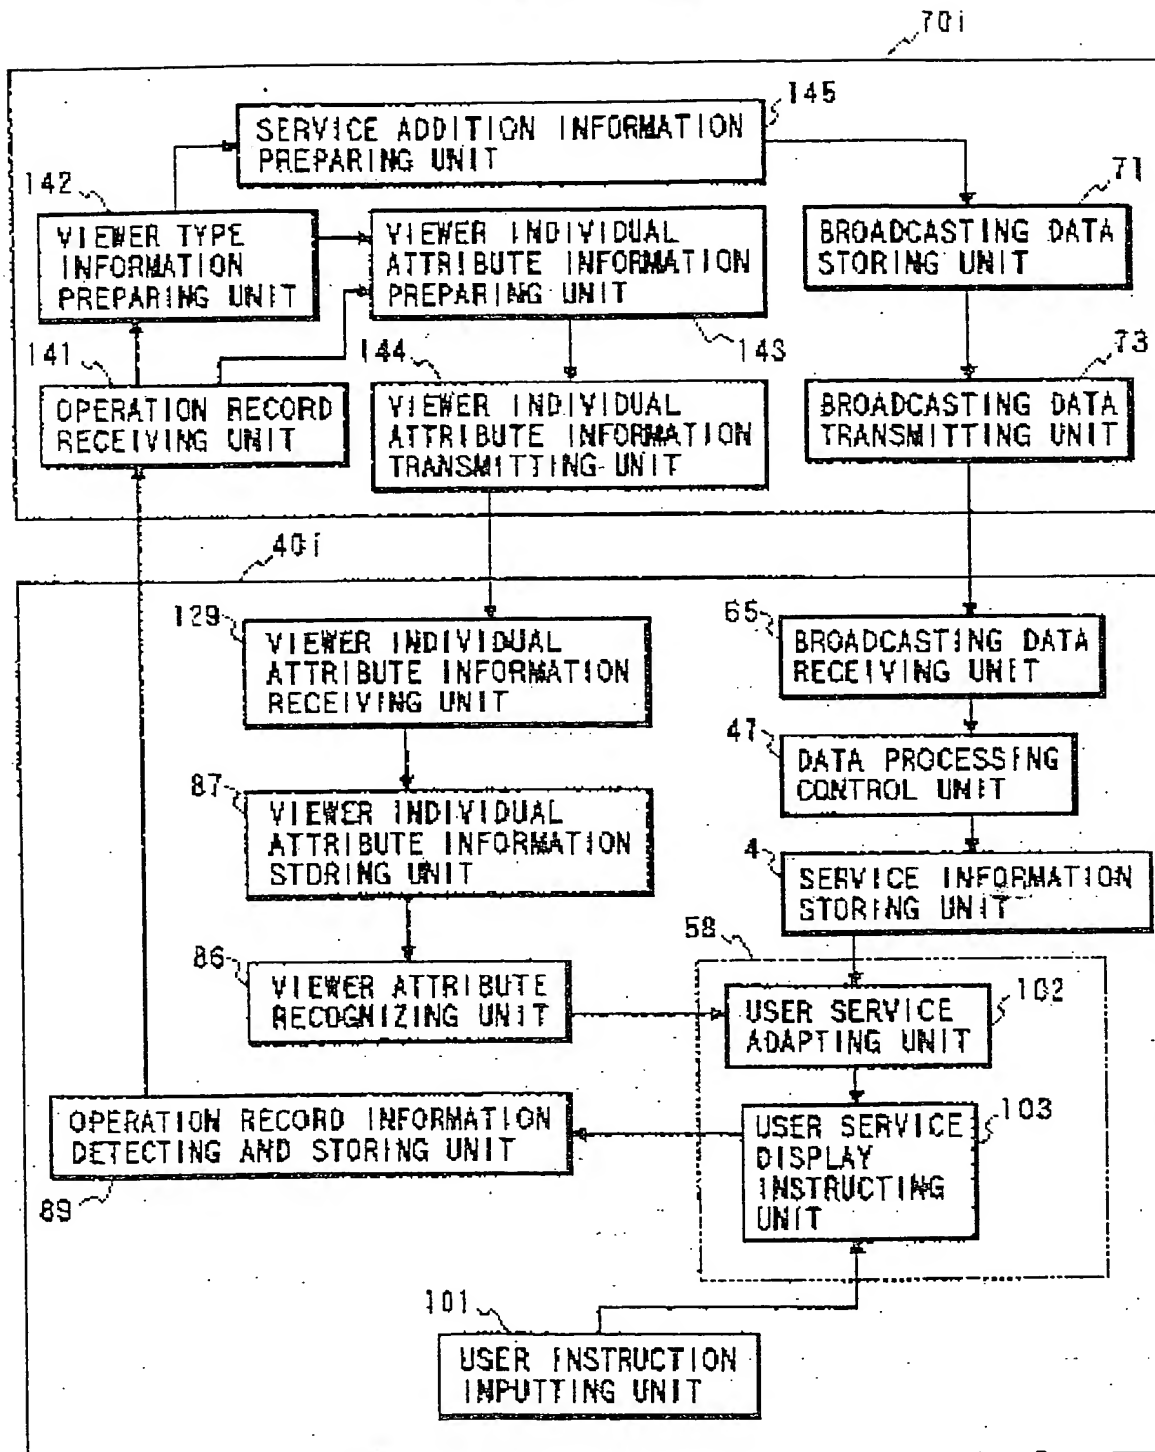 70i
145
SERVICE ADDITION INFORMATION
PREPARING UNIT
142
VIEWER TYPE
INFORMATION
PREPARING UNIT
VIEWER INDIVIDUAL
ATTRIBUTE INFORMATION
PREPARING UNIT
143
71
BROADCASTING DATA
STORING UNIT
141
OPERATION RECORD
RECEIVING UNIT
144
VIEWER INDIVIDUAL
ATTRIBUTE INFORMATION
TRANSMITTING UNIT
73
BROADCASTING DATA
TRANSMITTING UNIT
40i
129
VIEWER INDIVIDUAL
ATTRIBUTE INFORMATION
RECEIVING UNIT
65
BROADCASTING DATA
RECEIVING UNIT
47
DATA PROCESSING
CONTROL UNIT
87
VIEWER INDIVIDUAL
ATTRIBUTE INFORMATION
STORING UNIT
4
SERVICE INFORMATION
STORING UNIT
58
86
VIEWER ATTRIBUTE
RECOGNIZING UNIT
102
USER SERVICE
ADAPTING UNIT
OPERATION RECORD INFORMATION
DETECTING AND STORING UNIT
89
103
USER SERVICE
DISPLAY
INSTRUCTING
UNIT
101
USER INSTRUCTION
INPUTTING UNIT